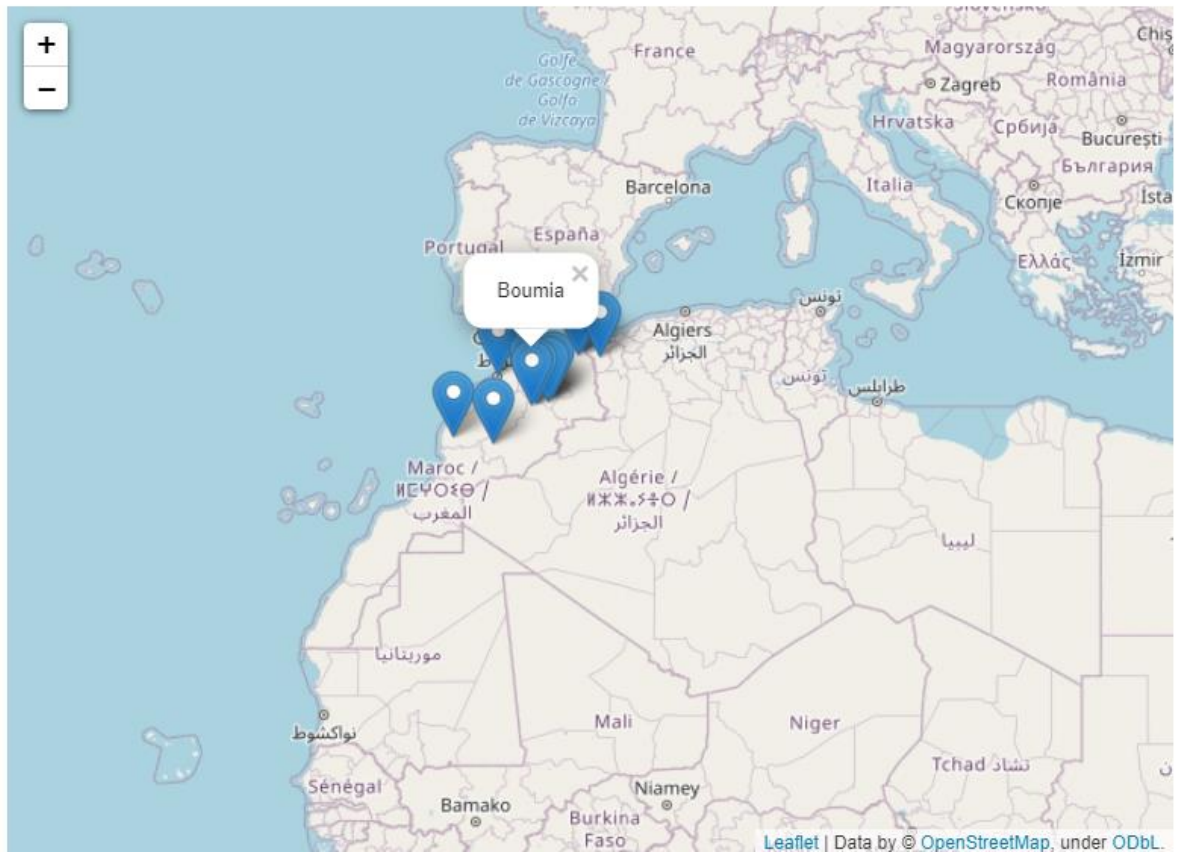 +
−
France
Magyarország
Golfe
de Gascogne /
Golfo
de Vizcaya
Zagreb
România
Hrvatska
Србија
București
България
Barcelona
Italia
Скопје
España
Portugal
Ελλάς
İzmir
Boumia
×
تونس
Algiers
الجزائر
تونس
طرابلس
Maroc /
ⵍⵎⵖⵔⵉⴱ /
المغرب
Algérie /
ⵍⵣⵣⴰⵢⴻⵔ /
الجزائر
ليبيا
موريتانيا
نواكشوط
Mali
Niger
Tchad تشاد
Sénégal
Niamey
Bamako
Burkina
Faso
Leaflet | Data by © OpenStreetMap, under ODbL.